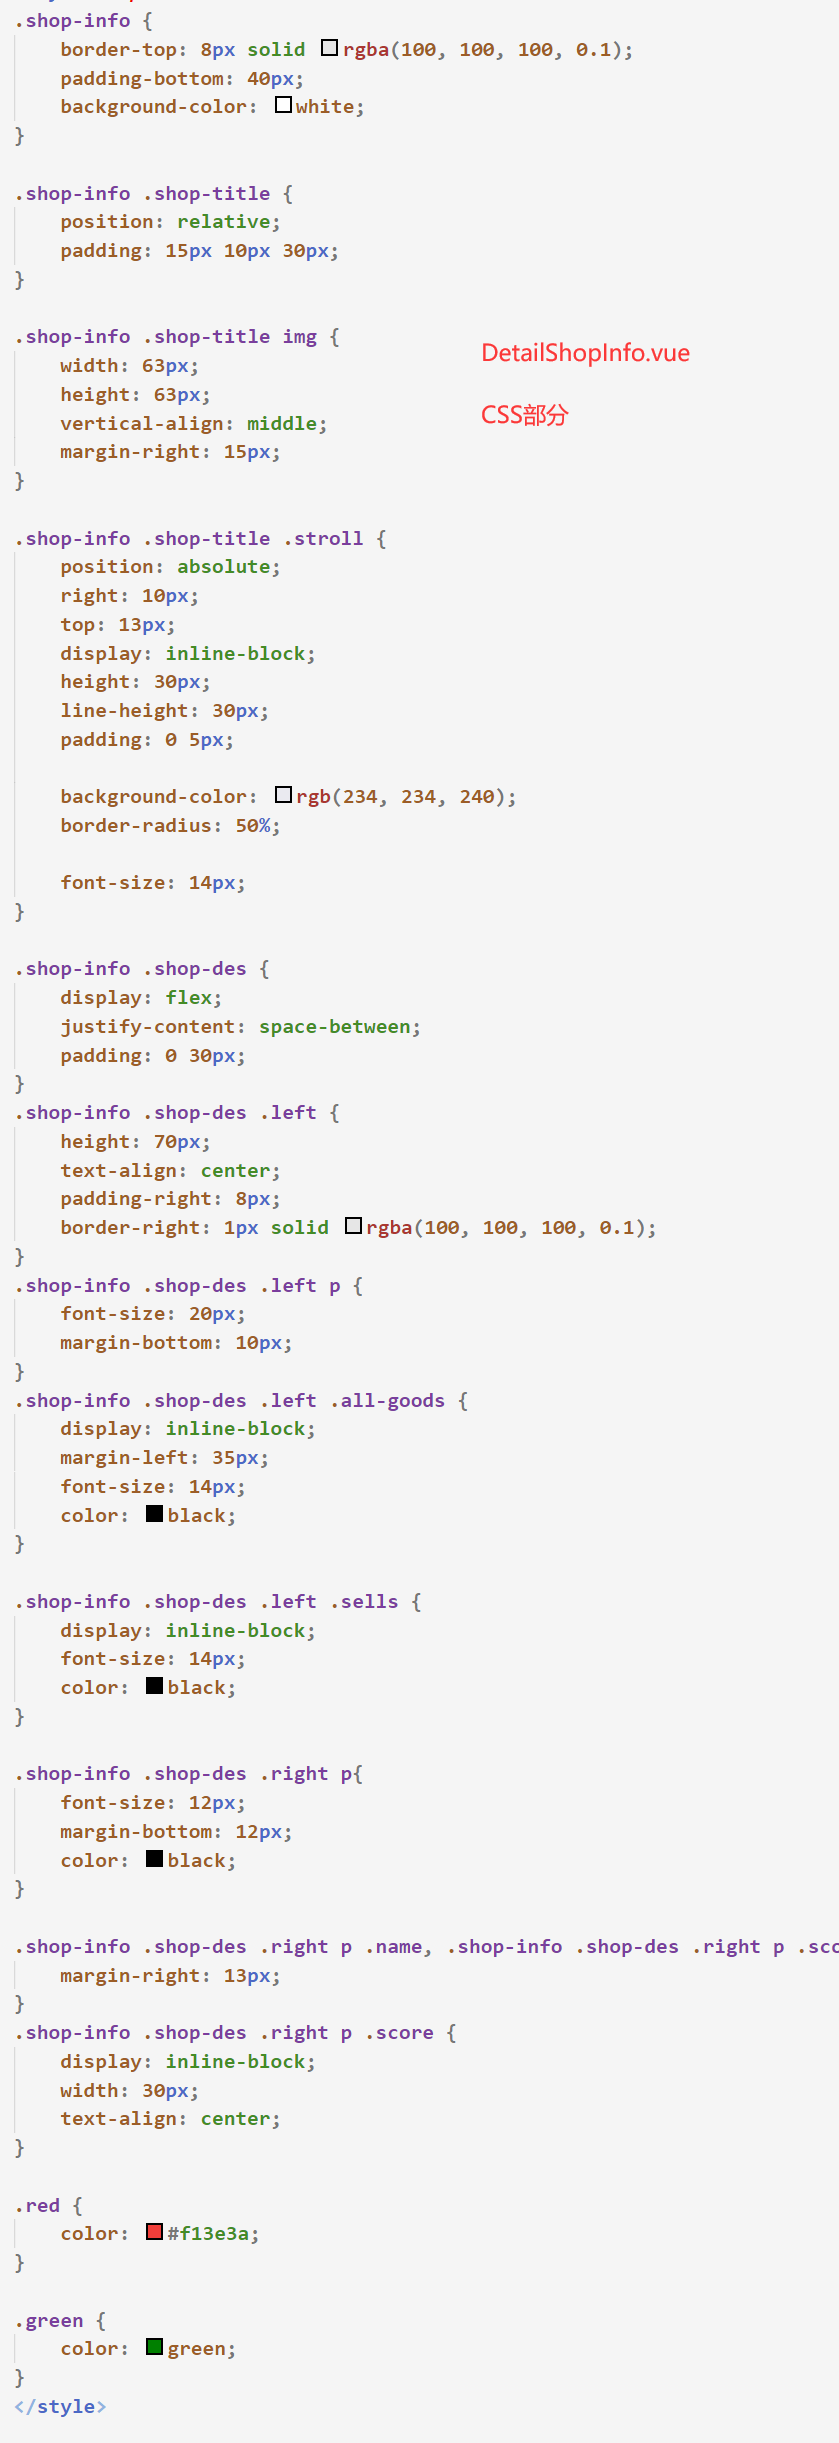 .shop-info {
border-top: 8px solid rgba(100, 100, 100, 0.1);
padding-bottom: 40px;
background-color: white;
}
.shop-info .shop-title {
position: relative;
padding: 15px 10px 30px;
}
.shop-info .shop-title img {
width: 63px;
DetailShopInfo.vue
height: 63px;
vertical-align: middle;
CSS部分
margin-right: 15px;
}
.shop-info .shop-title .stroll {
position: absolute;
right: 10px;
top: 13px;
display: inline-block;
height: 30px;
line-height: 30px;
padding: 0 5px;
background-color: rgb(234, 234, 240);
border-radius: 50%;
font-size: 14px;
}
.shop-info .shop-des {
display: flex;
justify-content: space-between;
padding: 0 30px;
}
.shop-info .shop-des .left {
height: 70px;
text-align: center;
padding-right: 8px;
border-right: 1px solid rgba(100, 100, 100, 0.1);
}
.shop-info .shop-des .left p {
font-size: 20px;
margin-bottom: 10px;
}
.shop-info .shop-des .left .all-goods {
display: inline-block;
margin-left: 35px;
font-size: 14px;
color: black;
}
.shop-info .shop-des .left .sells {
display: inline-block;
font-size: 14px;
color: black;
}
.shop-info .shop-des .right p{
font-size: 12px;
margin-bottom: 12px;
color: black;
}
.shop-info .shop-des .right p .name, .shop-info .shop-des .right p .sco
margin-right: 13px;
}
.shop-info .shop-des .right p .score {
display: inline-block;
width: 30px;
text-align: center;
}
.red {
color: #f13e3a;
}
.green {
color: green;
}
</style>